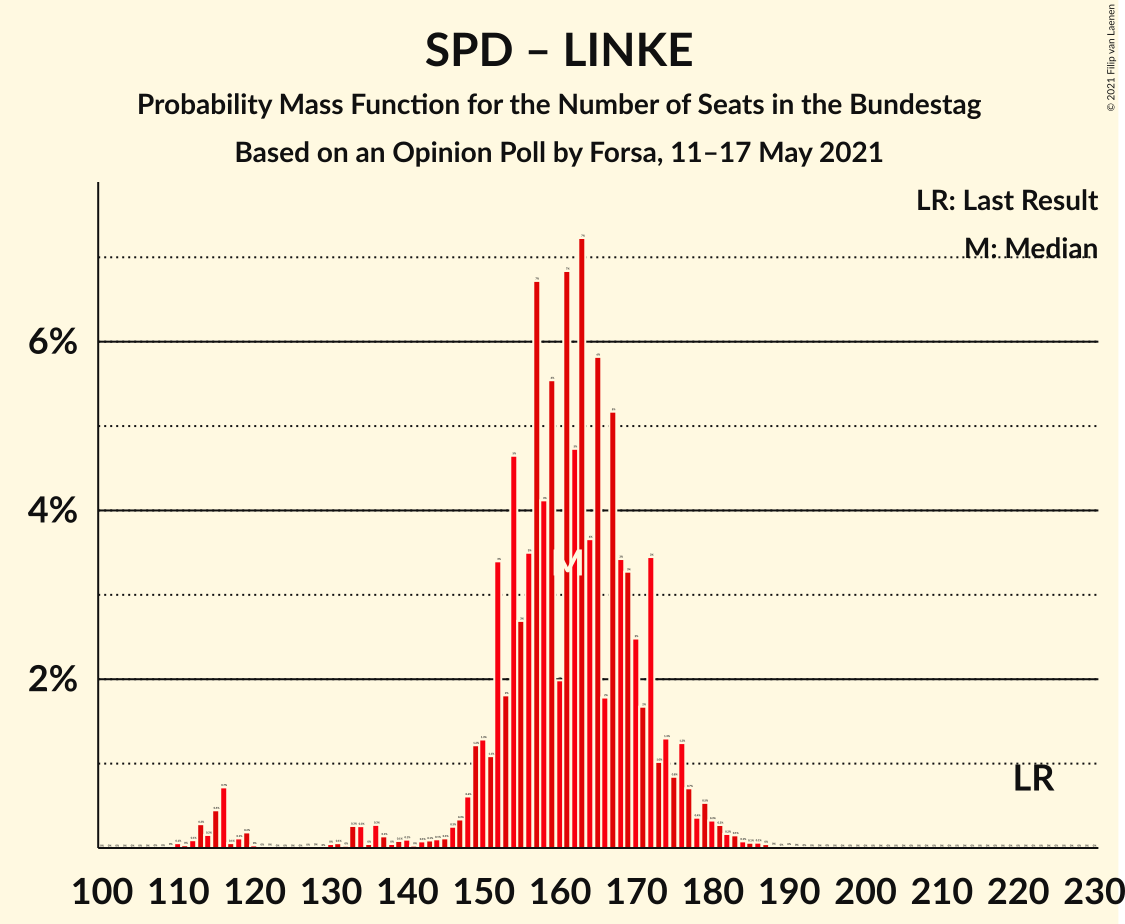 SPD – LINKE
Probability Mass Function for the Number of Seats in the Bundestag
Based on an Opinion Poll by Forsa, 11–17 May 2021
© 2021 Filip van Laenen
LR: Last Result
M: Median
6%
4%
2%
M
LR
100 110 120 130 140 150 160 170 180 190 200 210 220 230